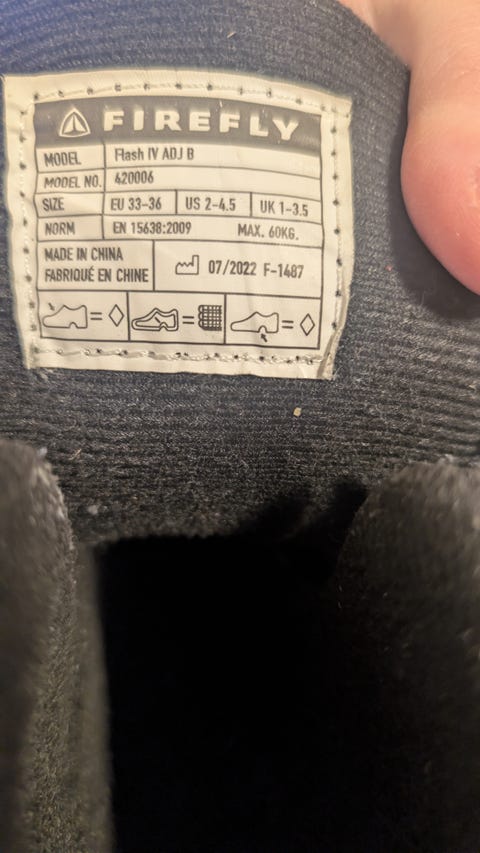 FIREFLY
MODEL Flash IV ADJ B
MODEL NO. 420006
SIZE EU 33-36 US 2-4.5 UK 1-3.5
NORM EN 15638:2009 MAX. 60KG.
MADE IN CHINA
FABRIQUÉ EN CHINE
07/2022 F-1487
= =  =